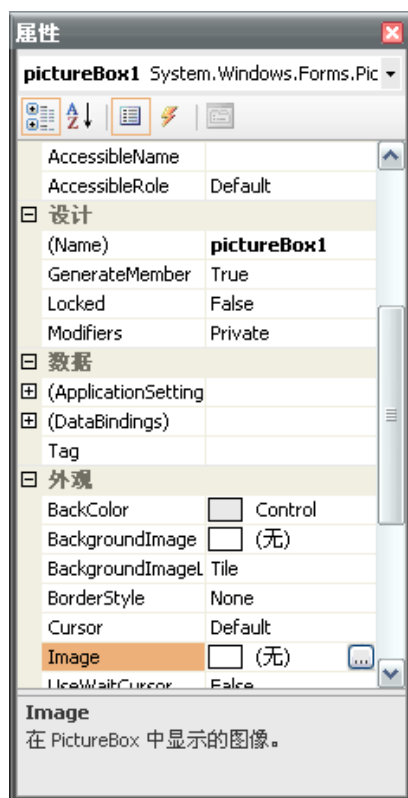 属性
pictureBox1 System.Windows.Forms.Pic
AccessibleName
AccessibleRole Default
设计
(Name) pictureBox1
GenerateMember True
Locked False
Modifiers Private
数据
(ApplicationSetting
(DataBindings)
Tag
外观
BackColor Control
BackgroundImage (无)
BackgroundImageL Tile
BorderStyle None
Cursor Default
Image (无) ...
UseWaitCursor False
Image
在 PictureBox 中显示的图像。